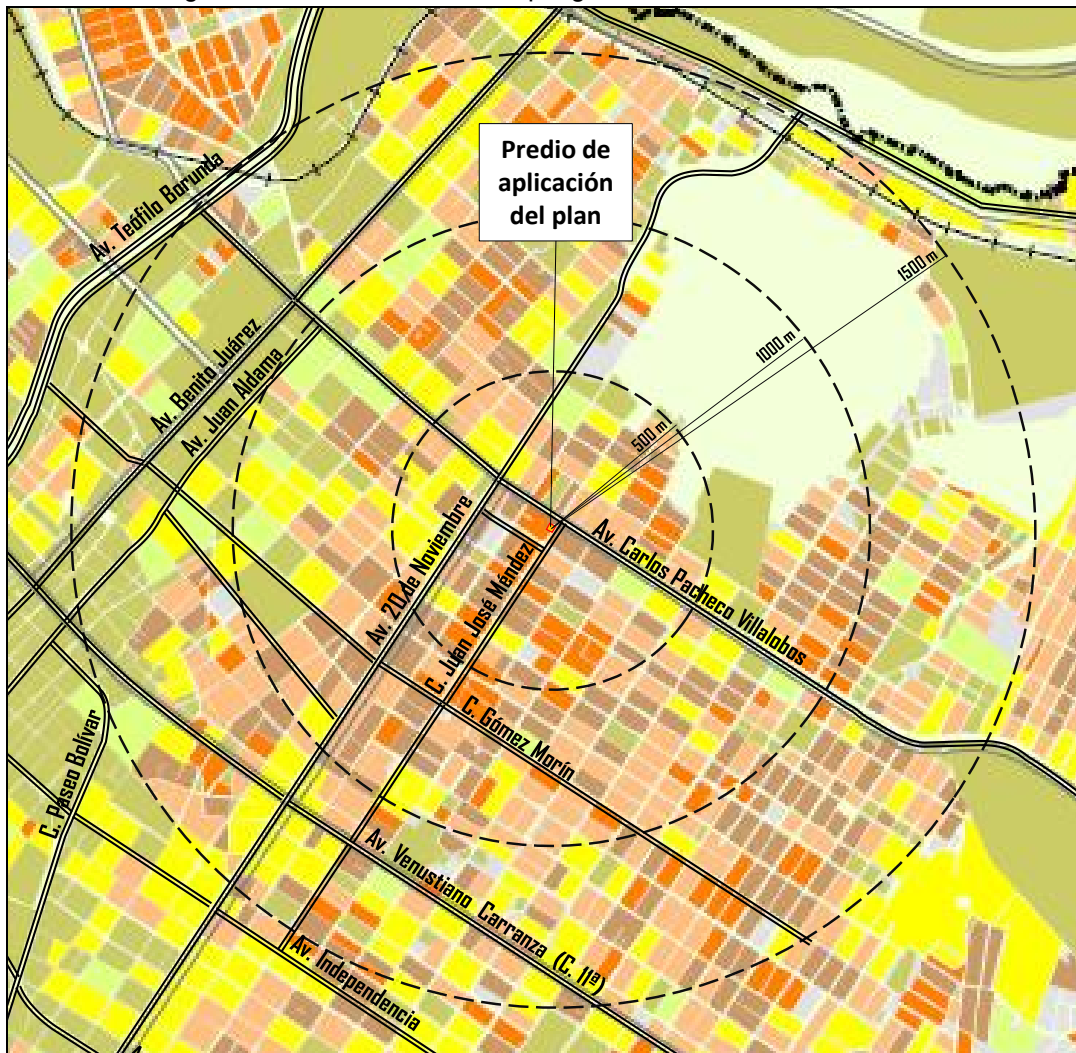 Predio de
aplicación
del plan
Av. Teófilo Borunda
1500 m
1000 m
500 m
Av. Benito Juárez
Av. Juan Aldama
Av. 20 de Noviembre
C. Juan José Méndez
Av. Carlos Pacheco Villalobos
C. Gómez Morín
C. Paseo Bolívar
Av. Venustiano Carranza (C. 11ª)
Av. Independencia